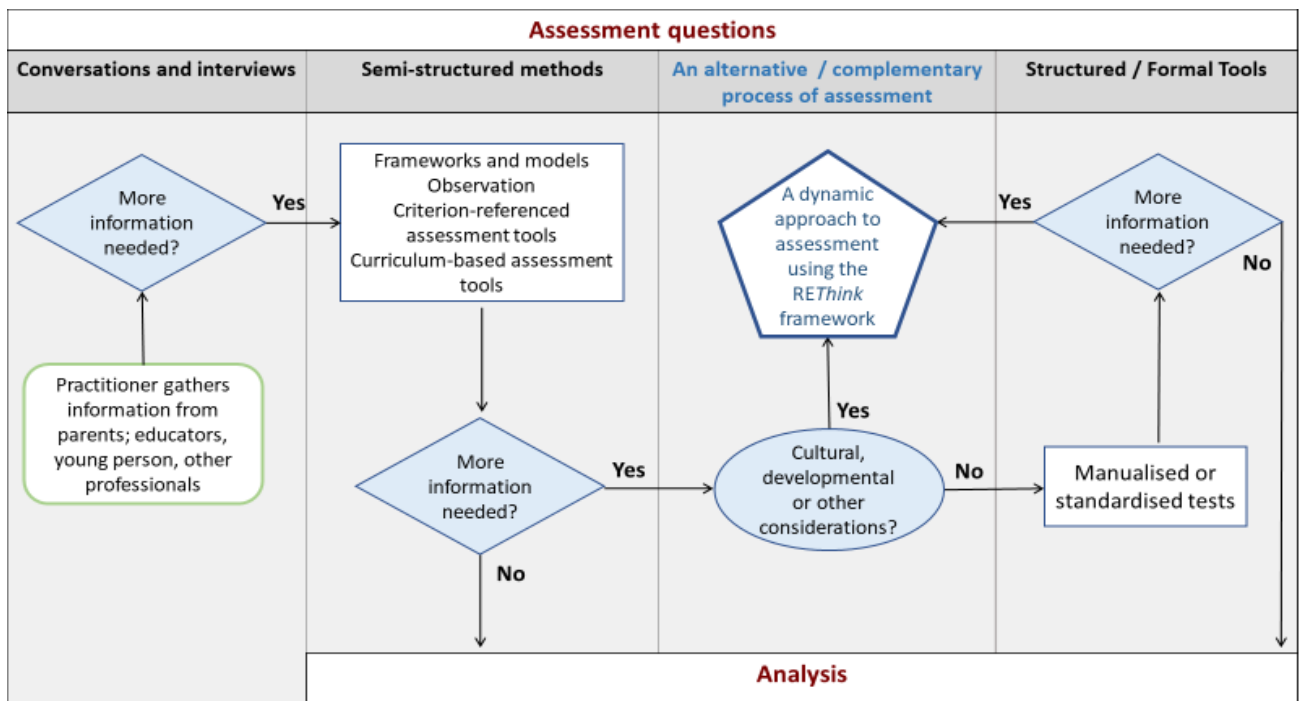 Assessment questions
Conversations and interviews
Semi-structured methods
An alternative / complementary
process of assessment
Structured / Formal Tools
More
information
needed?
Yes
Practitioner gathers
information from
parents; educators,
young person, other
professionals
Frameworks and models
Observation
Criterion-referenced
assessment tools
Curriculum-based assessment
tools
More
information
needed?
Yes
No
A dynamic
approach to
assessment
using the
REThink
framework
Yes
Cultural,
developmental
or other
considerations?
No
More
information
needed?
Yes
No
Manualised or
standardised tests
Analysis